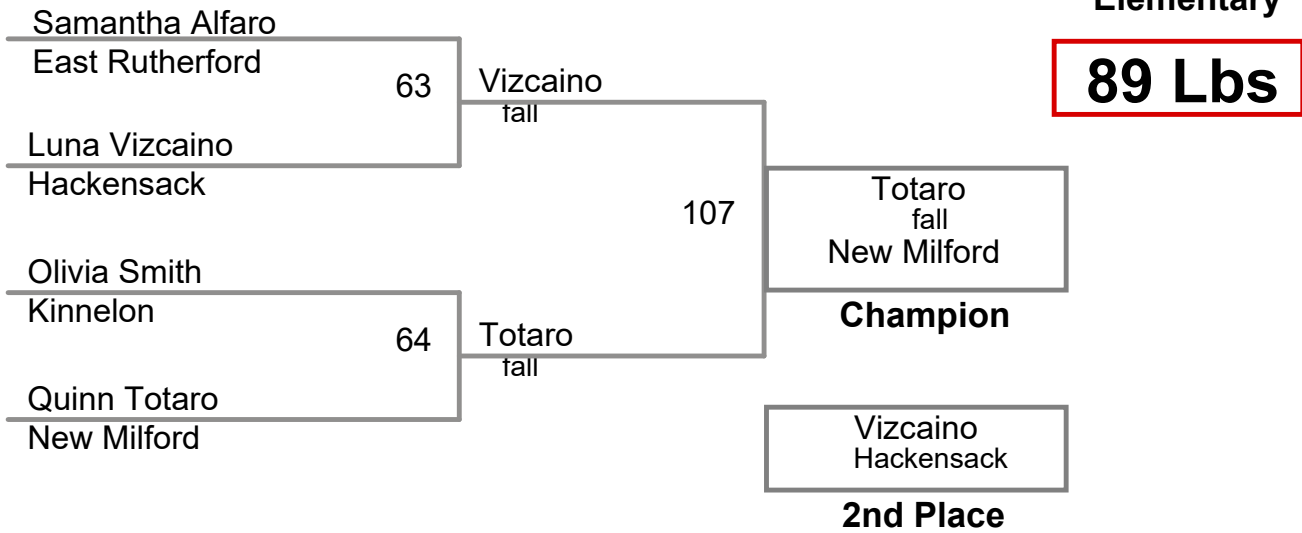 Elementary
89 Lbs
Samantha Alfaro
East Rutherford
63
Vizcaino
fall
Luna Vizcaino
Hackensack
107
Totaro
fall
New Milford
Champion
Olivia Smith
Kinnelon
64
Totaro
fall
Quinn Totaro
New Milford
Vizcaino
Hackensack
2nd Place